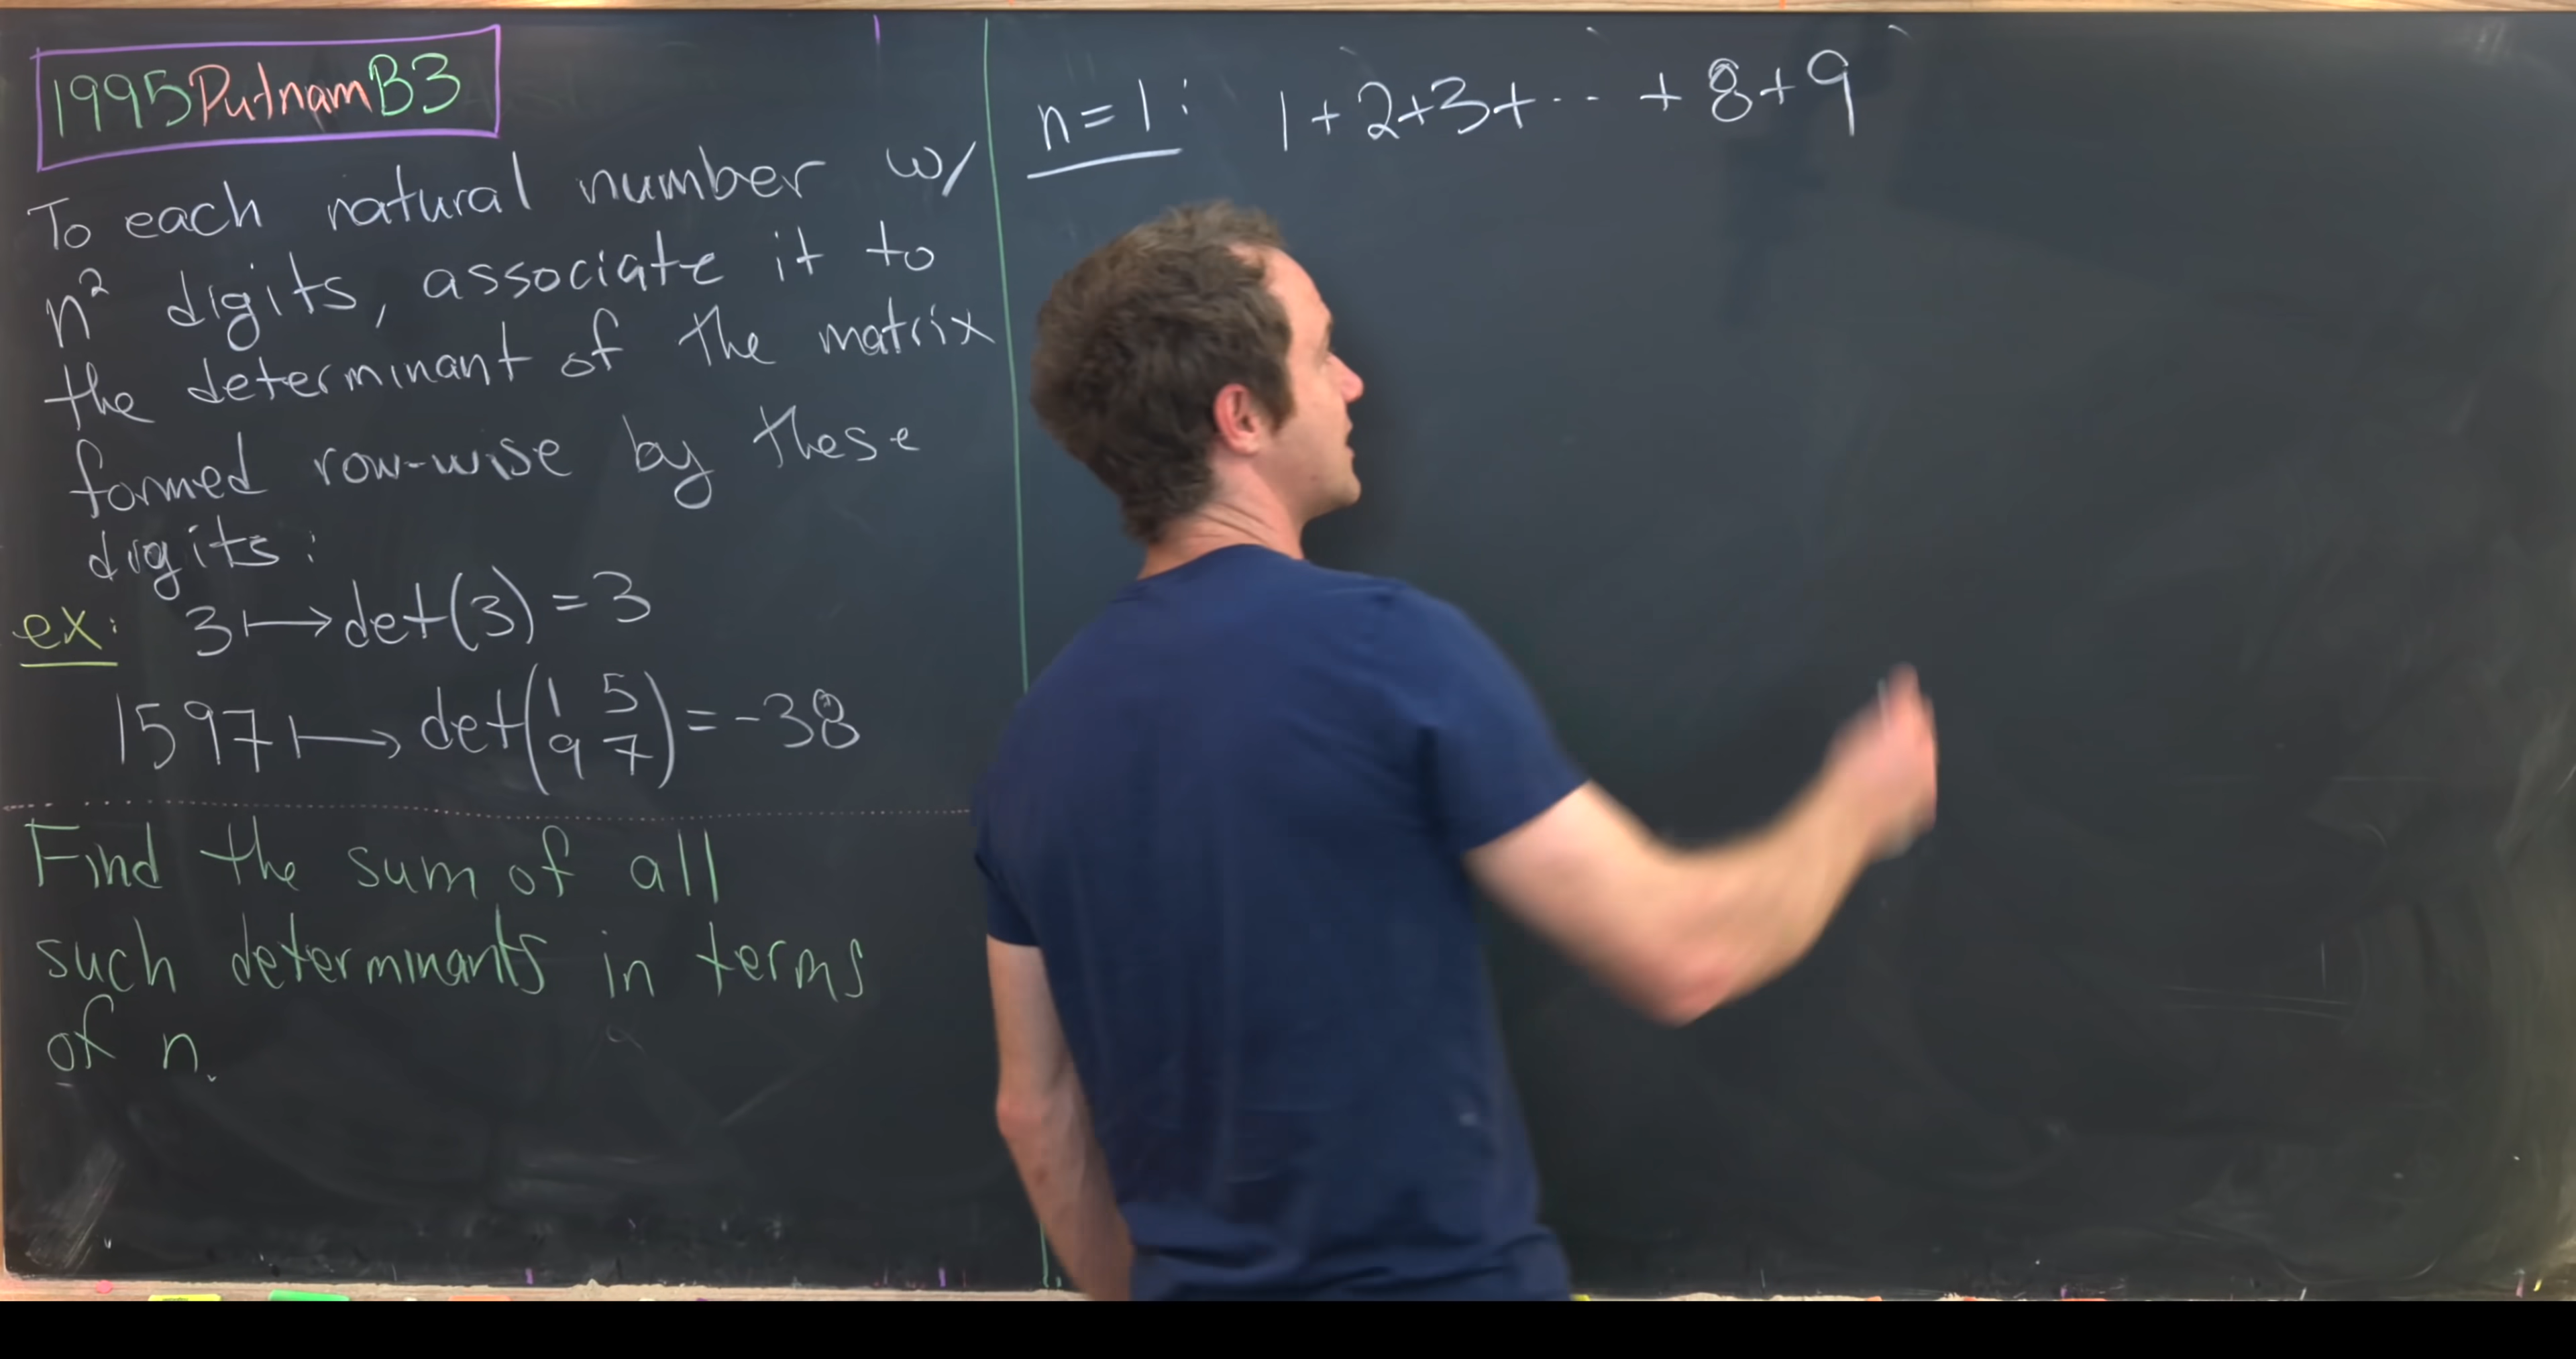 1995PutnamB3
To each natural number w/
n² digits, associate it to
the determinant of the matrix
formed row-wise by these
digits:
ex: 3 ⟼ det(3) = 3
1597 ⟼ det(1 5
9 7) = -38
Find the sum of all
such determinants in terms
of n.
n=1: 1+2+3+⋯+8+9